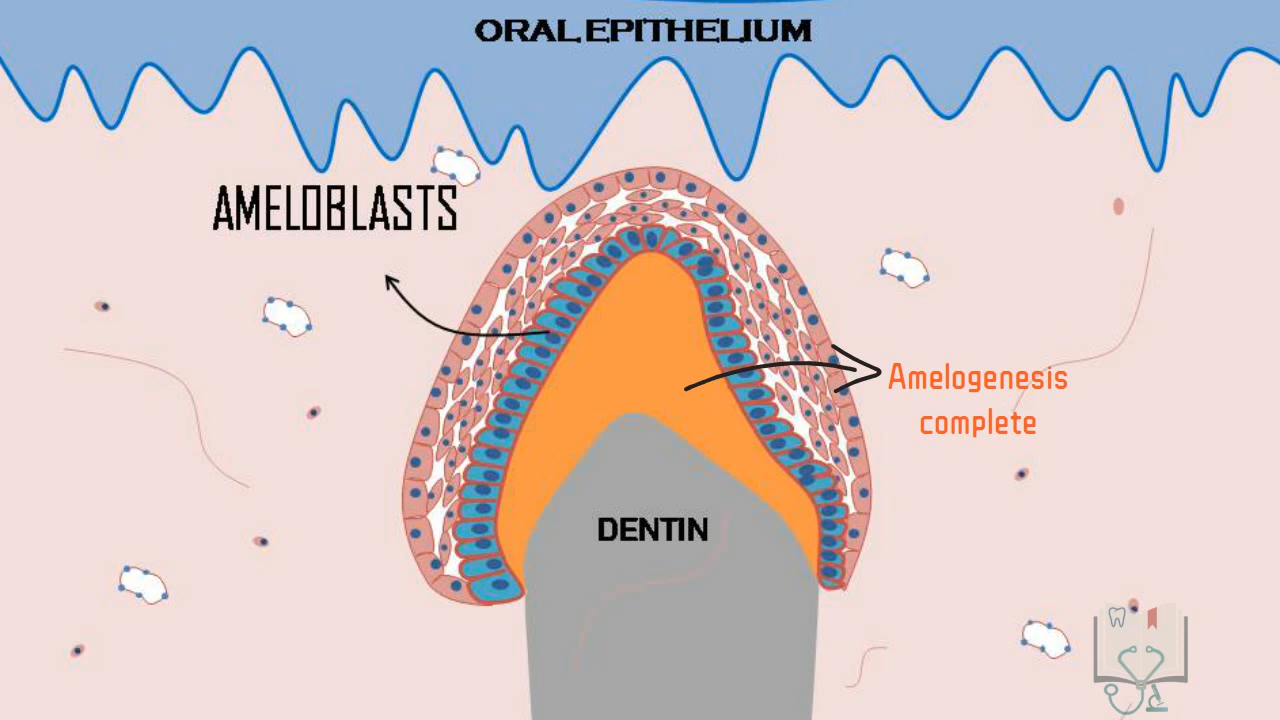 ORAL EPITHELIUM
AMELOBLASTS
Amelogenesis
complete
DENTIN